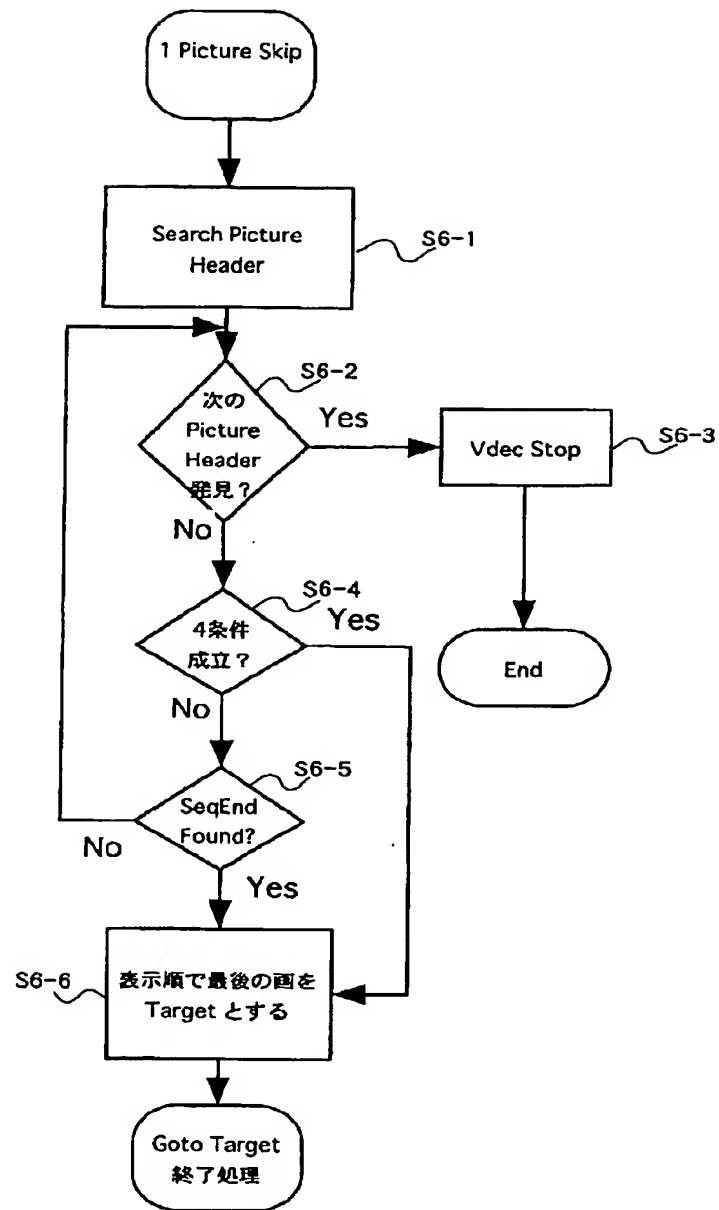 1 Picture Skip
Search Picture
Header
S6-1
S6-2
次の
Picture
Header
発見?
Yes
No
Vdec Stop
S6-3
End
S6-4
4条件
成立?
Yes
No
S6-5
SeqEnd
Found?
No
Yes
S6-6
表示順で最後の画を
Target とする
Goto Target
終了処理